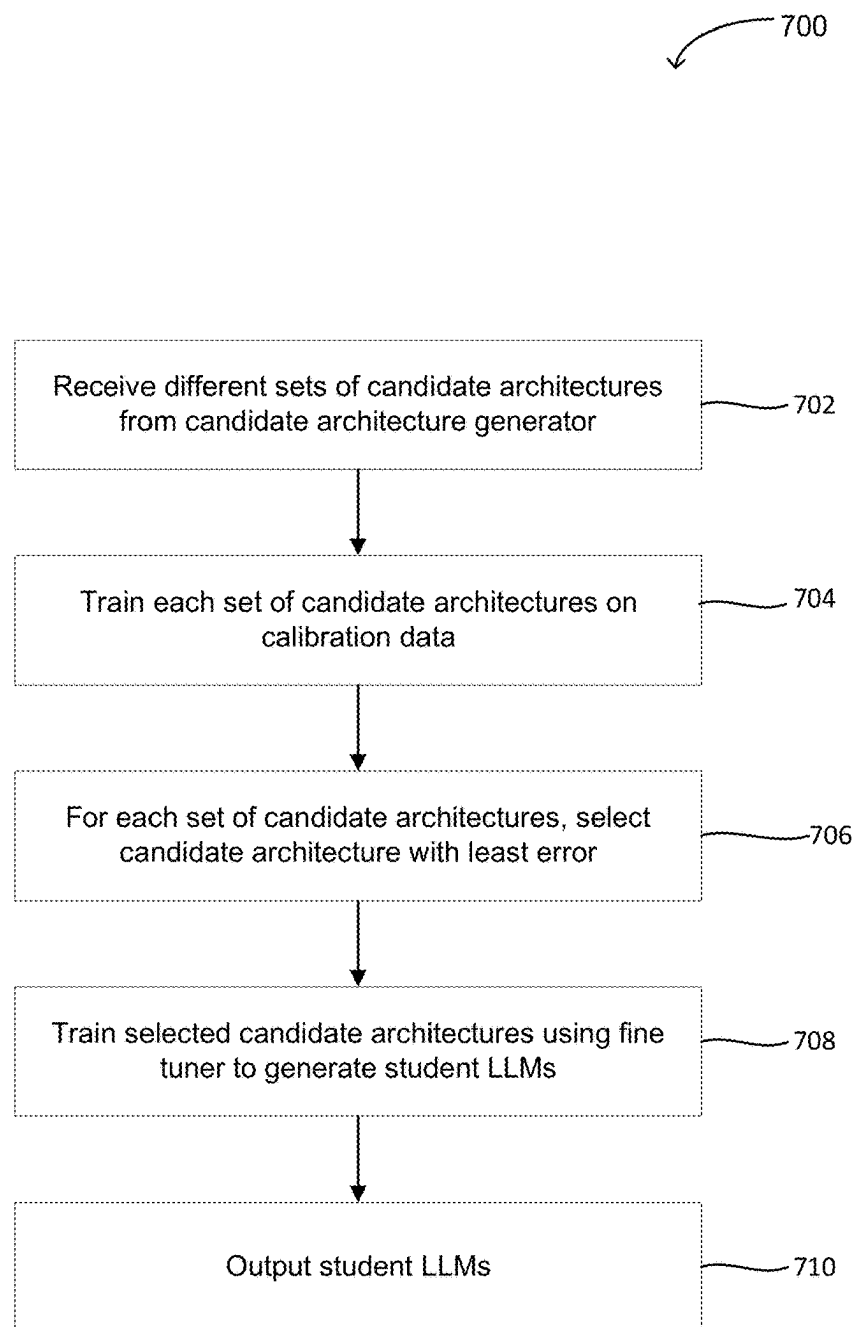 700
Receive different sets of candidate architectures
from candidate architecture generator
702
Train each set of candidate architectures on
calibration data
704
For each set of candidate architectures, select
candidate architecture with least error
706
Train selected candidate architectures using fine
tuner to generate student LLMs
708
Output student LLMs
710